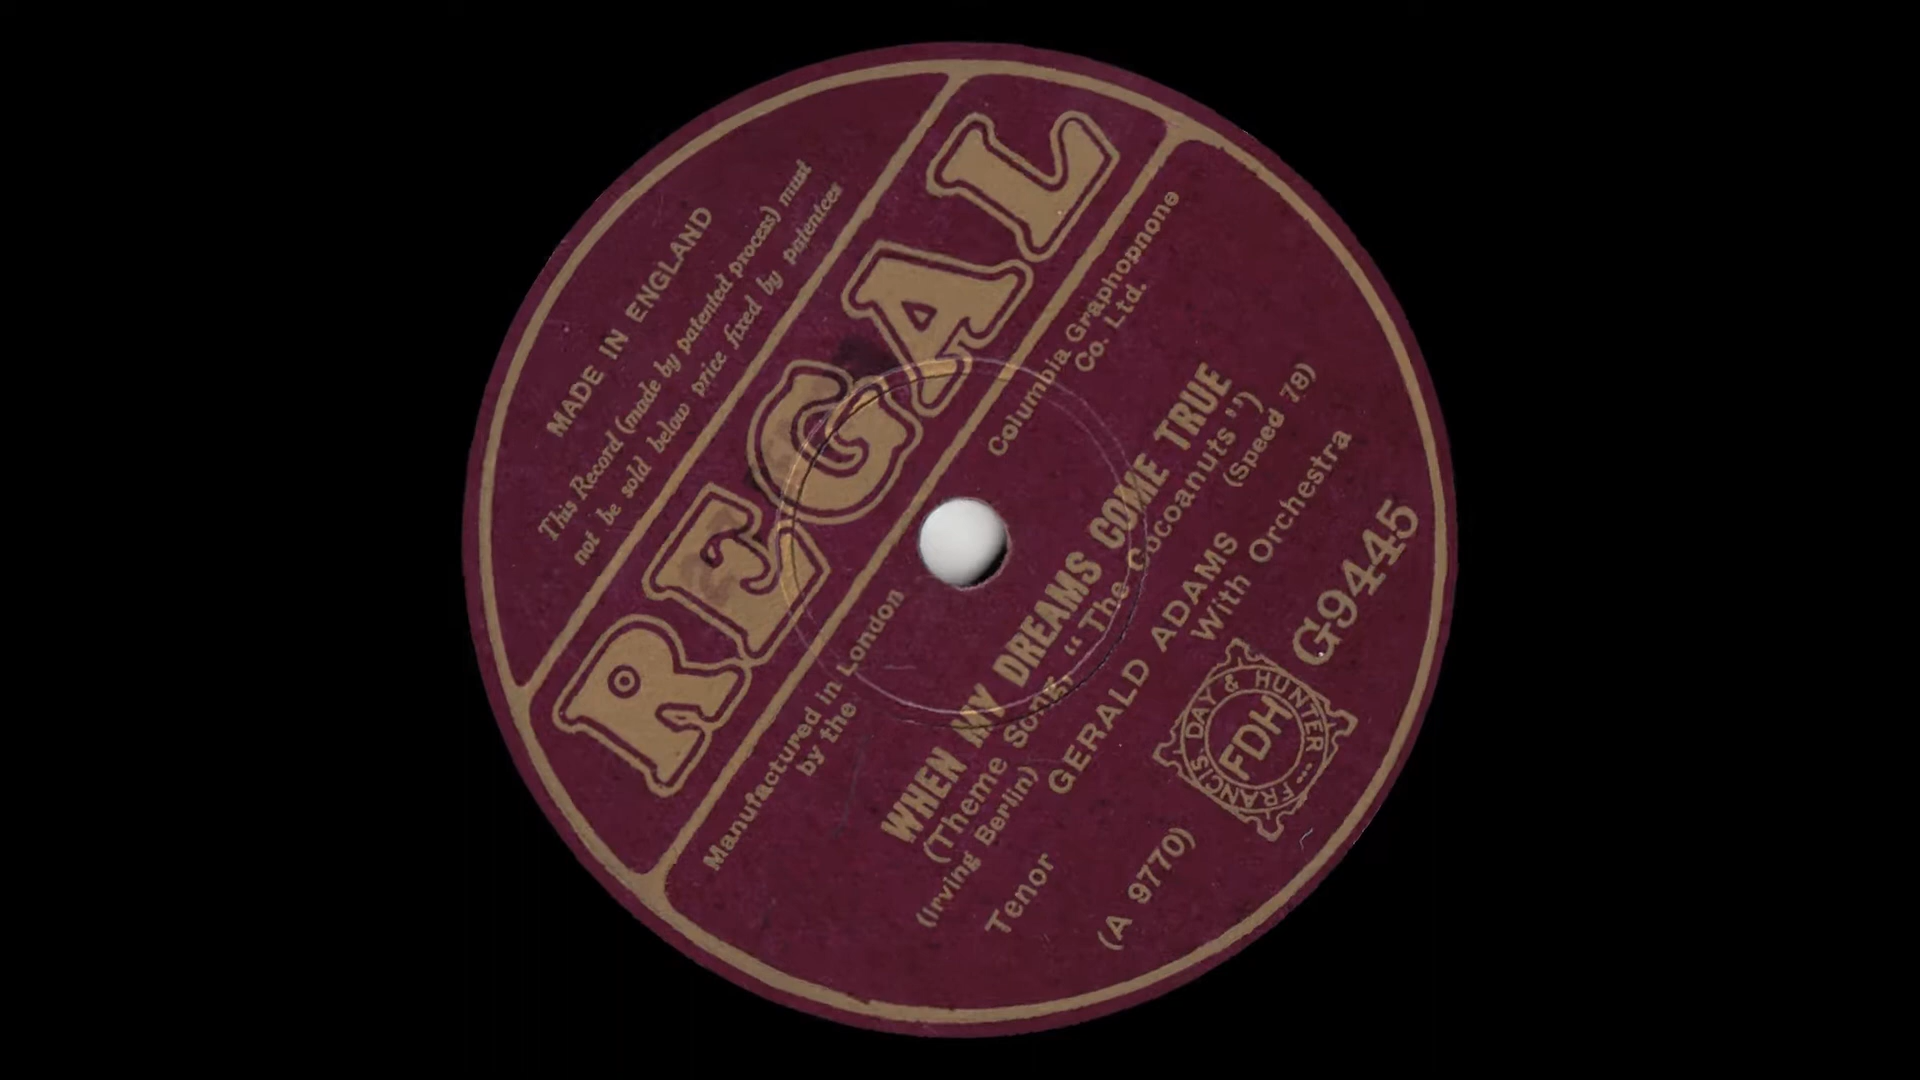 MADE IN ENGLAND
This Record (made by patented process) must
not be sold below price fixed by patentees
REGAL
Manufactured in London
by the
Columbia Graphophone
Co. Ltd.
WHEN MY DREAMS COME TRUE
(Theme Song, “The Cocoanuts”)
(Irving Berlin)
(Speed 78)
GERALD ADAMS
Tenor
With Orchestra
(A 9770)
FRANCIS DAY & HUNTER
FDH
G9445